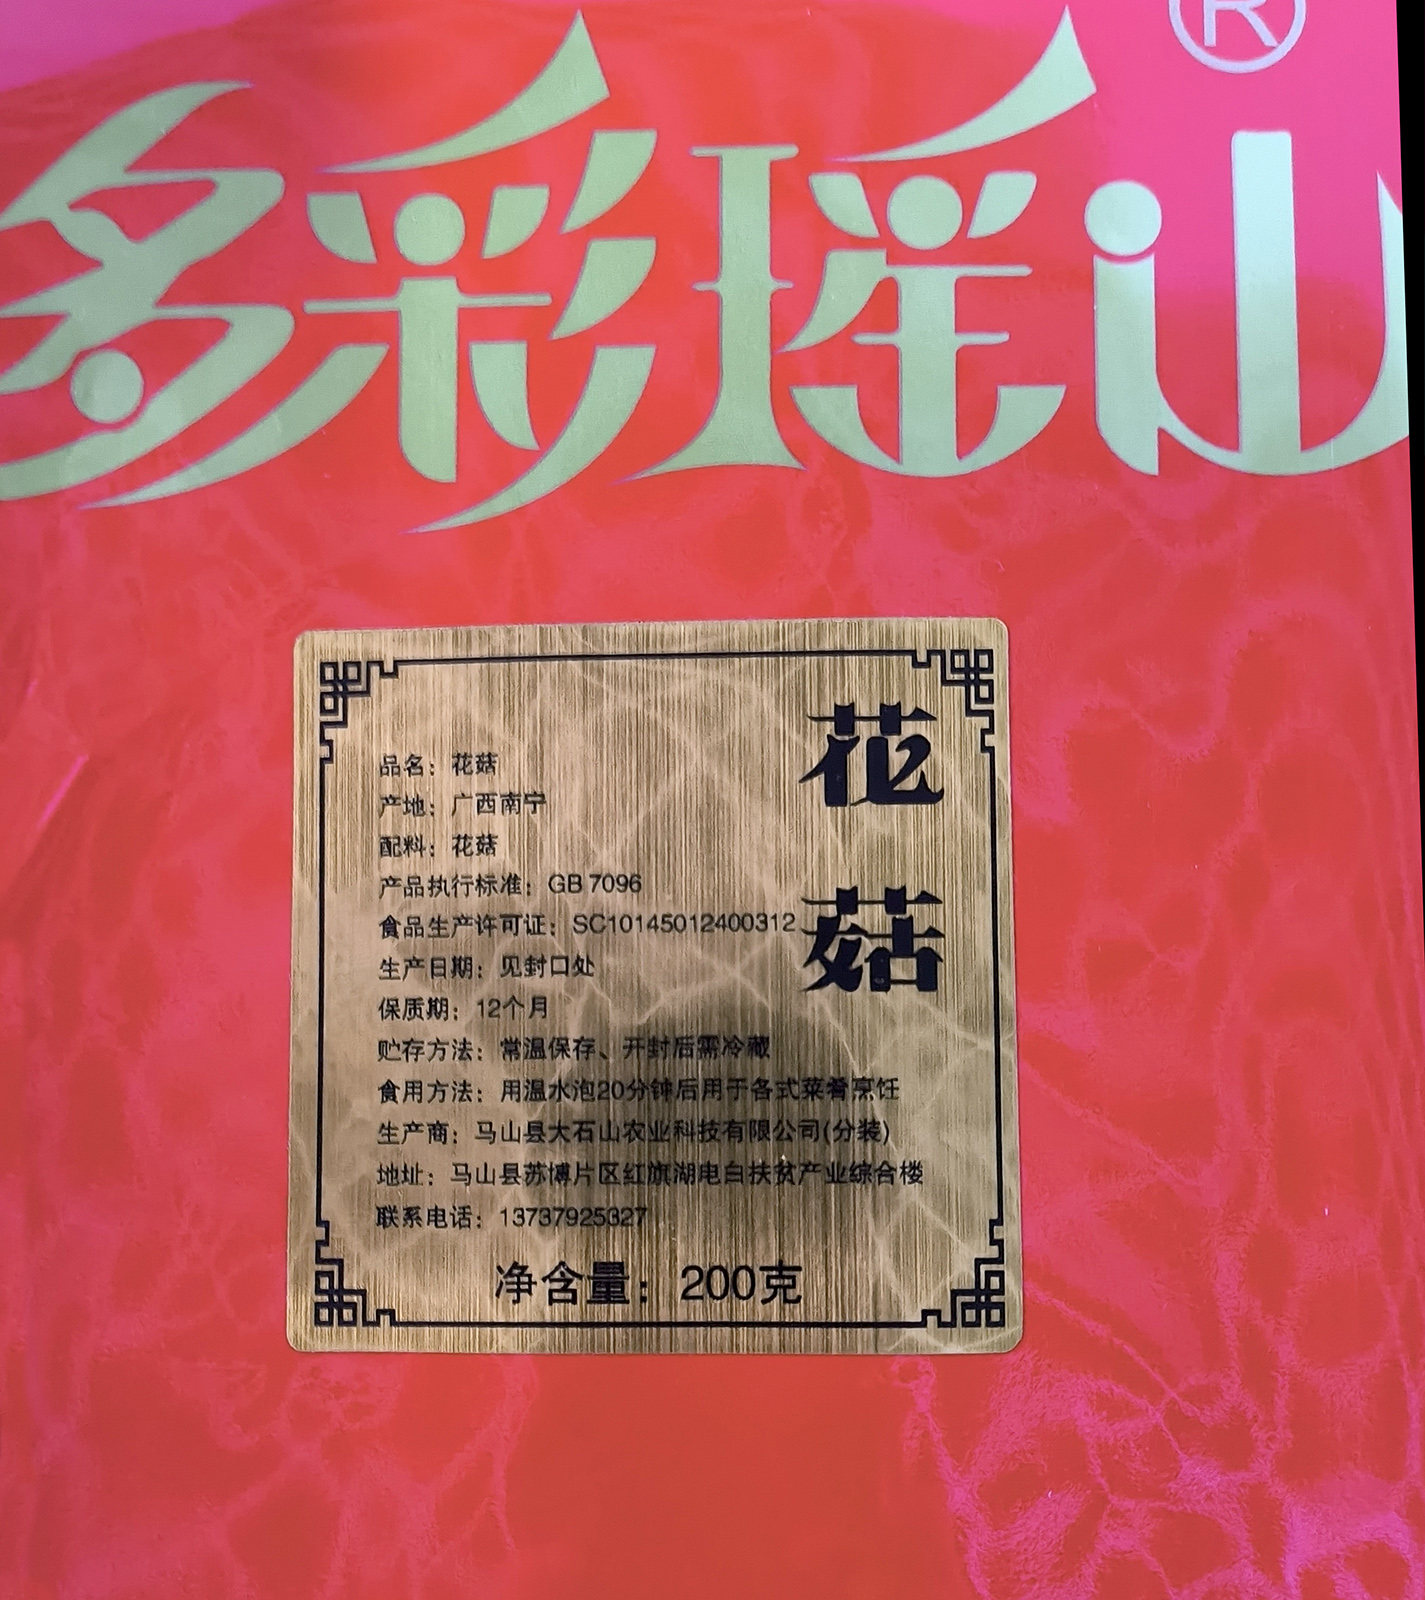 多彩瑶山®
花菇
品名：花菇
产地：广西南宁
配料：花菇
产品执行标准：GB 7096
食品生产许可证：SC10145012400312
生产日期：见封口处
保质期：12个月
贮存方法：常温保存、开封后需冷藏
食用方法：用温水泡20分钟后用于各式菜肴烹饪
生产商：马山县大石山农业科技有限公司(分装)
地址：马山县苏博片区红旗湖电白扶贫产业综合楼
联系电话：13737925327
净含量：200克